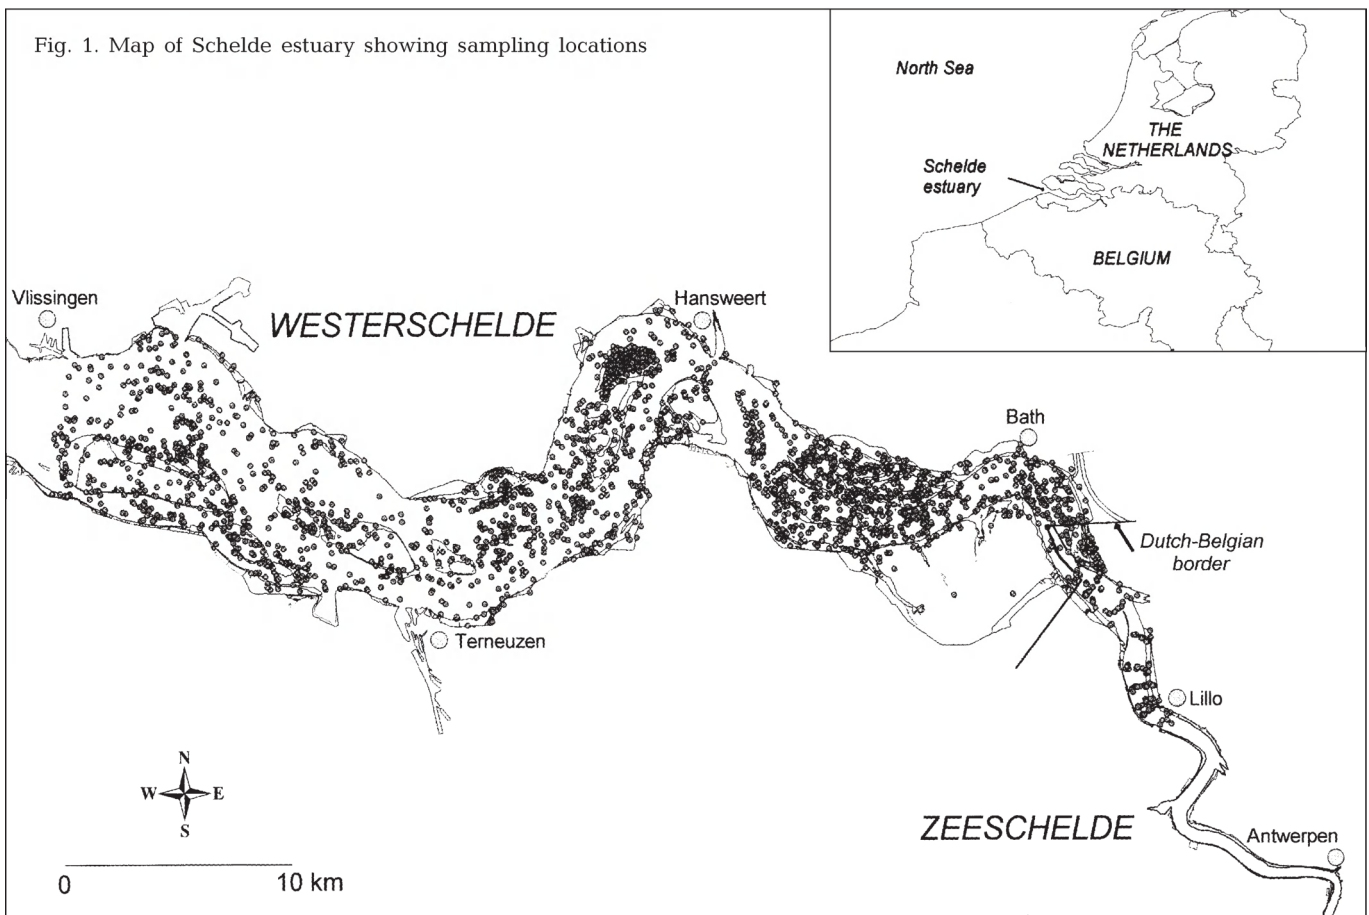 Fig. 1. Map of Schelde estuary showing sampling locations
North Sea
THE
NETHERLANDS
Schelde
estuary
BELGIUM
Vlissingen
WESTERSCHELDE
Hansweert
Bath
Dutch-Belgian
border
Terneuzen
Lillo
N
W E
S
ZEESCHELDE
Antwerpen
0 10 km